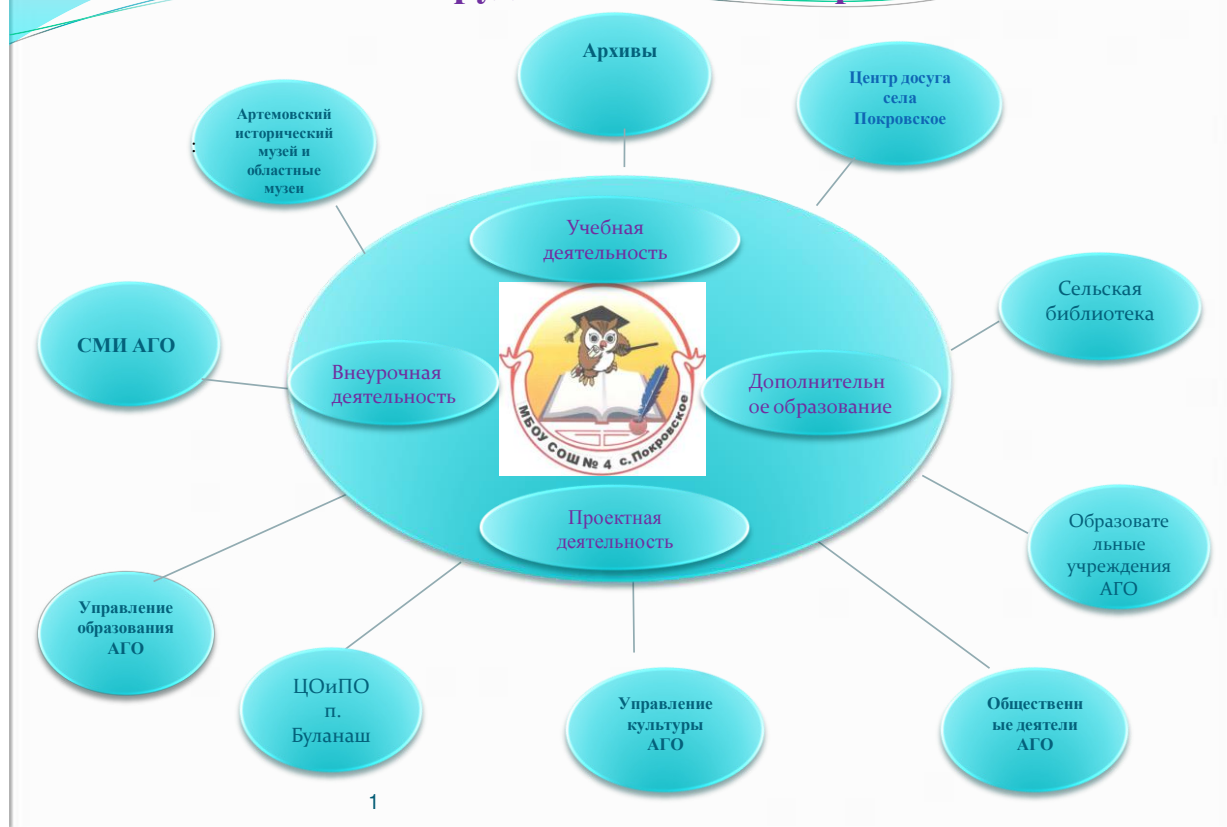 Архивы
Центр досуга
села
Покровское
Артемовский
исторический
музей и
областные
музеи
:
Учебная
деятельность
Сельская
библиотека
СМИ АГО
Внеурочная
деятельность
Дополнительн
ое образование
МБОУ СОШ № 4 с.Покровское
Проектная
деятельность
Образовате
льные
учреждения
АГО
Управление
образования
АГО
ЦОиПО
п.
Буланаш
Управление
культуры
АГО
Общественн
ые деятели
АГО
1